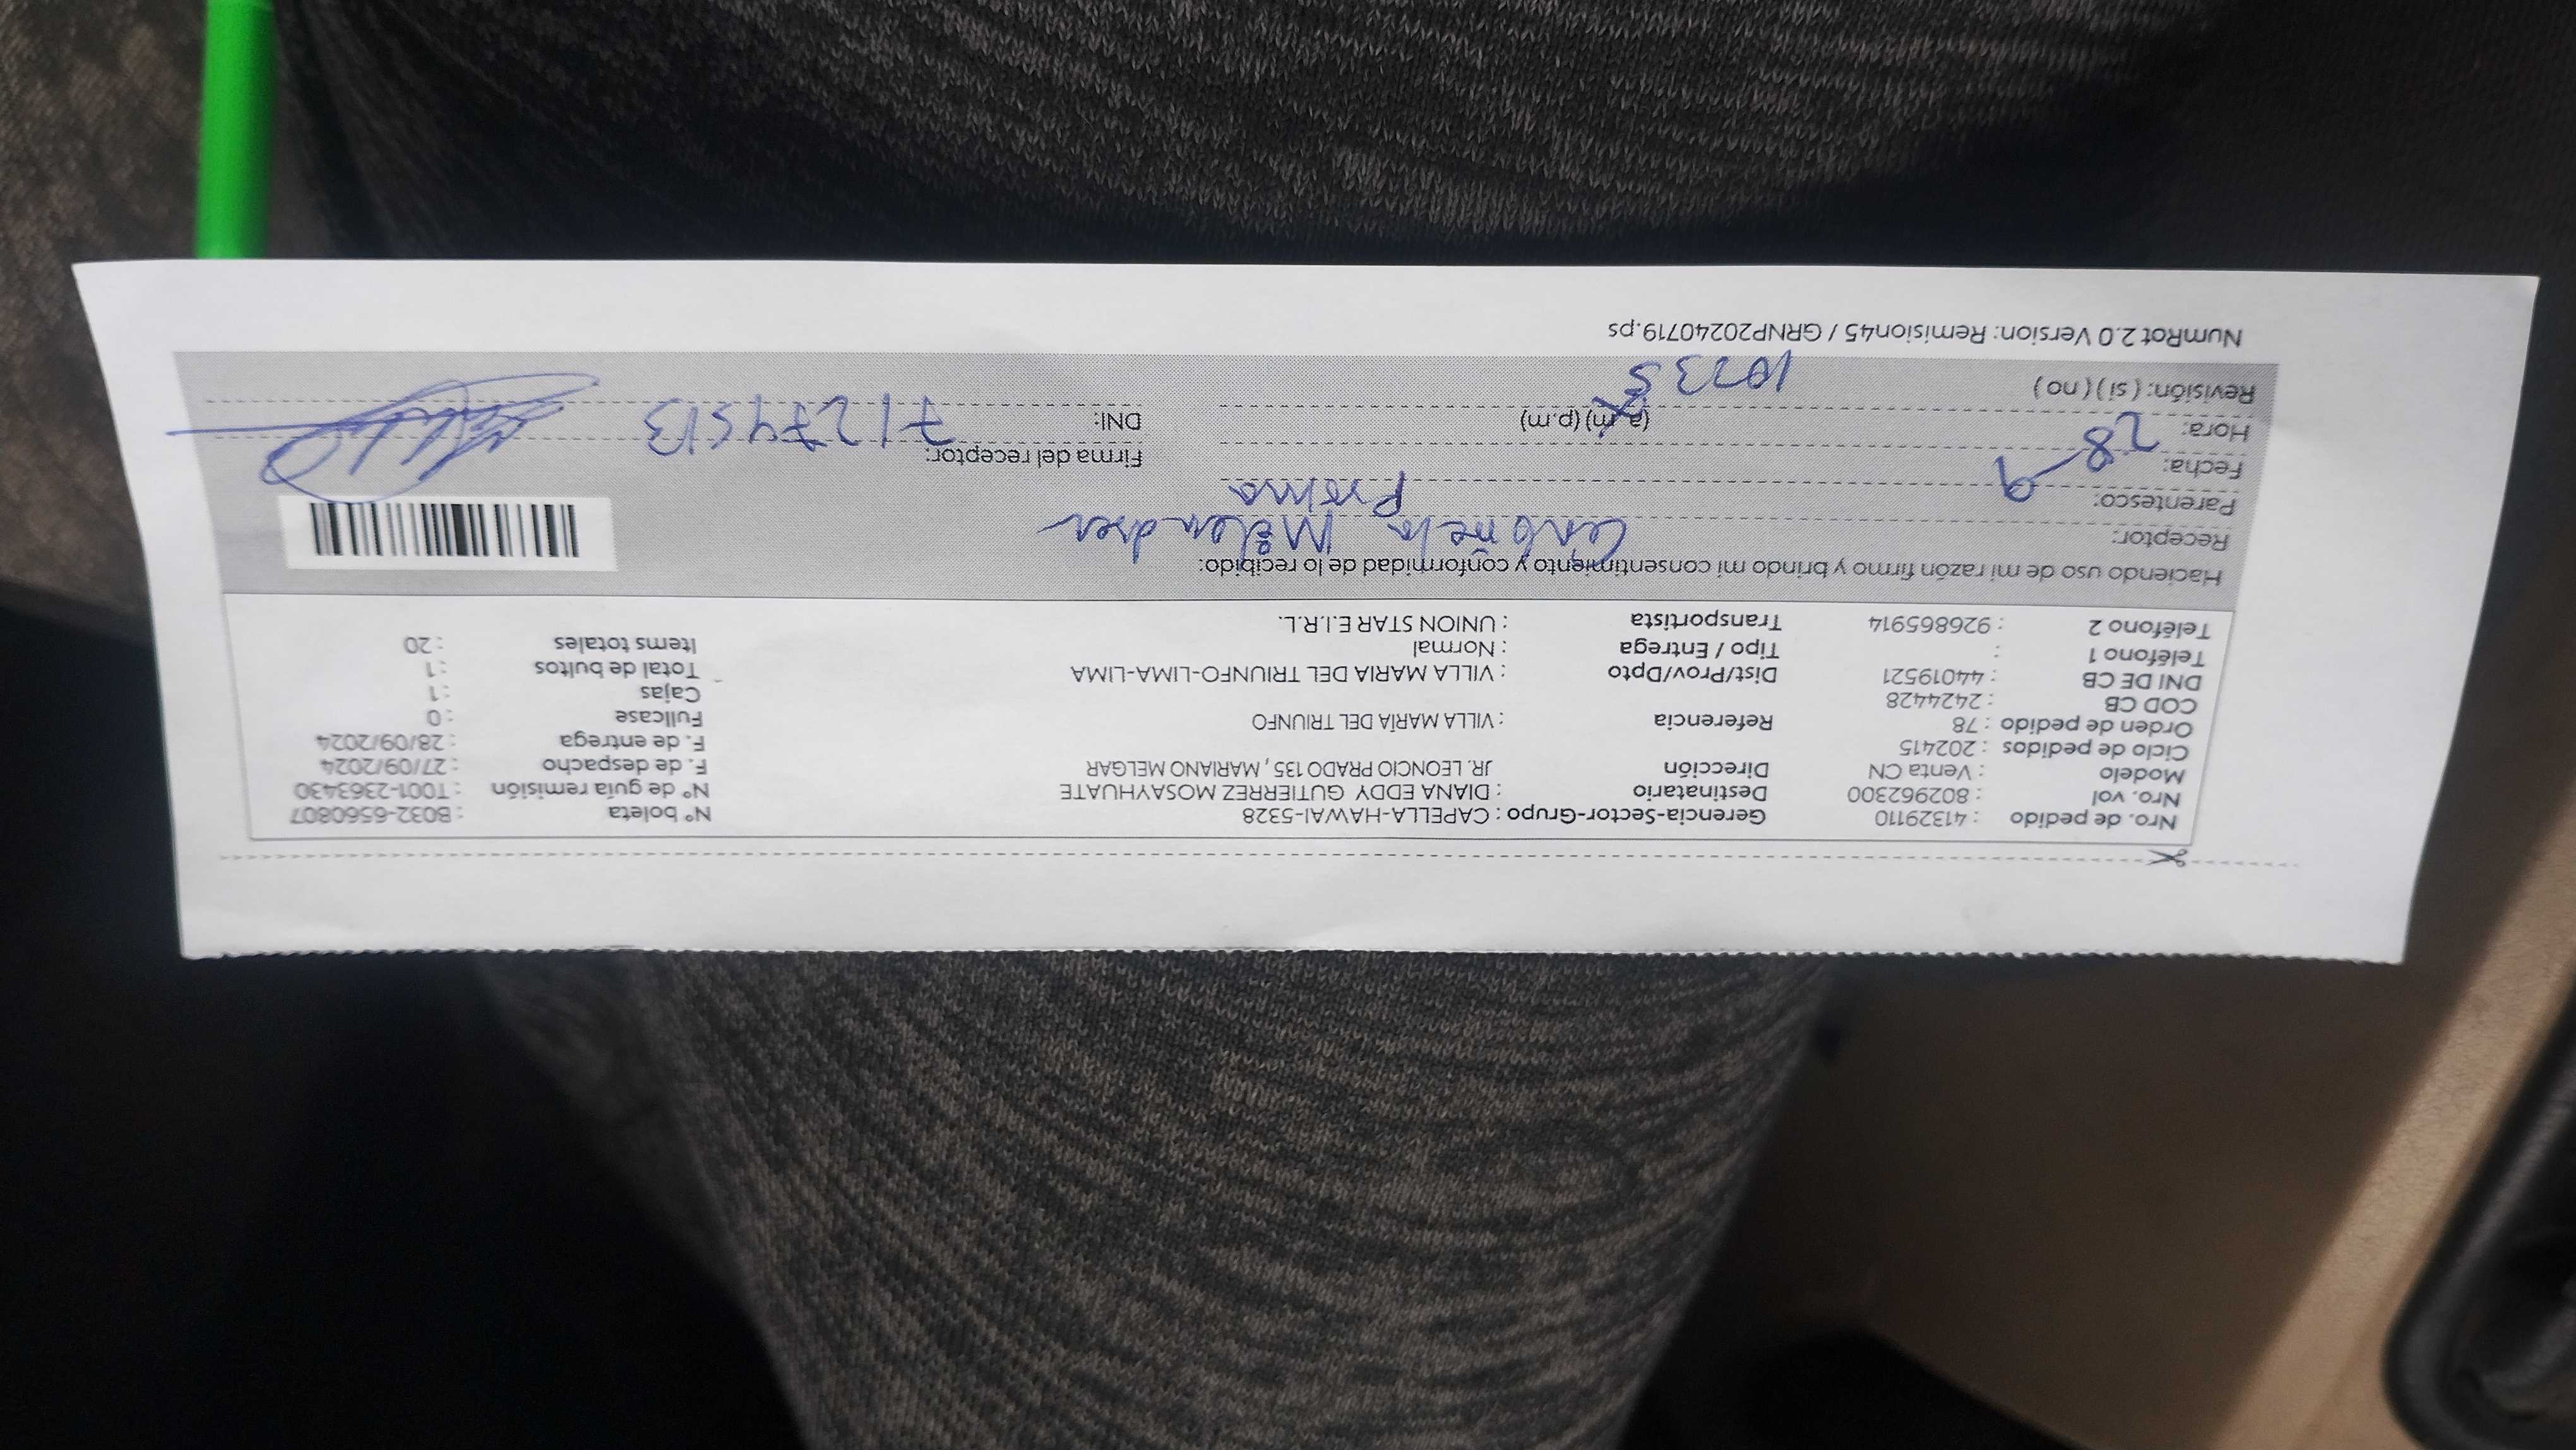 Nro. de pedido : 41329110 Gerencia-Sector-Grupo : CAPELLA-HAWAI-5328 N° boleta : B032-6560807
Nro. vol : 802962300 Destinatario : DIANA EDDY GUTIERREZ MOSAYHUATE N° de guía remisión : T001-2363430
Modelo : Venta CN Dirección JR. LEONCIO PRADO 135 , MARIANO MELGAR F. de despacho : 27/09/2024
Ciclo de pedidos : 202415 F. de entrega : 28/09/2024
Orden de pedido : 78 Referencia : VILLA MARÍA DEL TRIUNFO Fullcase : 0
COD CB : 2424428 Cajas : 1
DNI DE CB : 44019521 Dist/Prov/Dpto : VILLA MARIA DEL TRIUNFO-LIMA-LIMA Total de bultos : 1
Teléfono 1 : Tipo / Entrega : Normal Items totales : 20
Teléfono 2 : 926865914 Transportista : UNION STAR E.I.R.L.
Haciendo uso de mi razón firmo y brindo mi consentimiento y conformidad de lo recibido:
Receptor:
Parentesco:
Fecha: 28-9 Firma del receptor:
Hora: (a.m) (p.m) DNI: 71274513
Revisión: ( si ) ( no )
NumRot 2.0 Version: Remision45 / GRNP20240719.ps